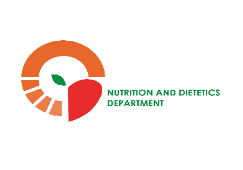 NUTRITION AND DIETETICS
DEPARTMENT